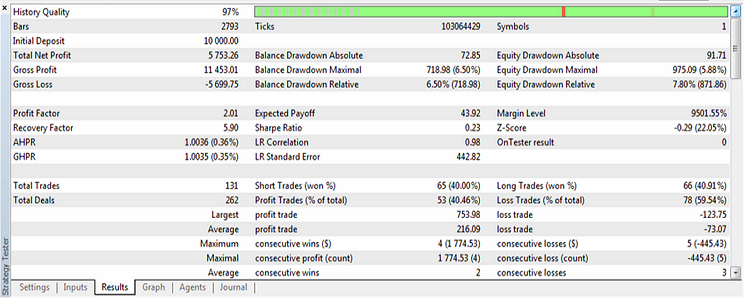 History Quality 97%
Bars 2793 Ticks 103064429 Symbols 1
Initial Deposit 10 000.00
Total Net Profit 5 753.26 Balance Drawdown Absolute 72.85 Equity Drawdown Absolute 91.71
Gross Profit 11 453.01 Balance Drawdown Maximal 718.98 (6.50%) Equity Drawdown Maximal 975.09 (5.88%)
Gross Loss -5 699.75 Balance Drawdown Relative 6.50% (718.98) Equity Drawdown Relative 7.80% (871.86)
Profit Factor 2.01 Expected Payoff 43.92 Margin Level 9501.55%
Recovery Factor 5.90 Sharpe Ratio 0.23 Z-Score -0.29 (22.05%)
AHPR 1.0036 (0.36%) LR Correlation 0.98 OnTester result 0
GHPR 1.0035 (0.35%) LR Standard Error 442.82
Total Trades 131 Short Trades (won %) 65 (40.00%) Long Trades (won %) 66 (40.91%)
Total Deals 262 Profit Trades (% of total) 53 (40.46%) Loss Trades (% of total) 78 (59.54%)
Largest profit trade 753.98 loss trade -123.75
Average profit trade 216.09 loss trade -73.07
Maximum consecutive wins ($) 4 (1 774.53) consecutive losses ($) 5 (-445.43)
Maximal consecutive profit (count) 1 774.53 (4) consecutive loss (count) -445.43 (5)
Average consecutive wins 2 consecutive losses 3
Strategy Tester
Settings Inputs Results Graph Agents Journal